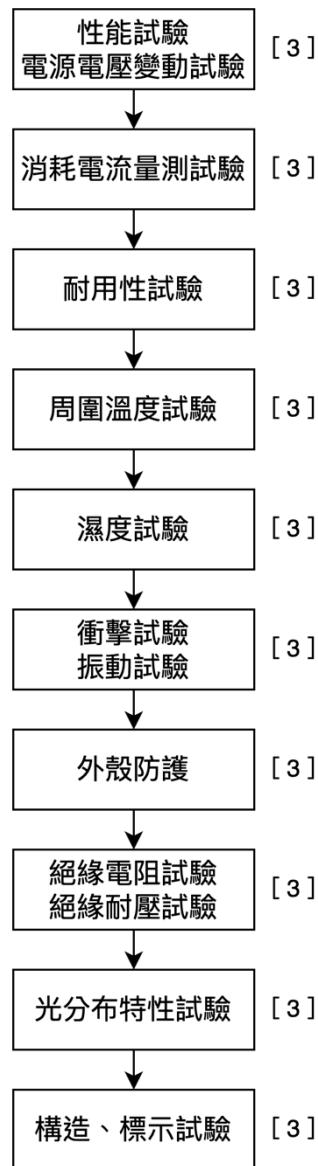 性能試驗
電源電壓變動試驗 [3]
消耗電流量測試驗 [3]
耐用性試驗 [3]
周圍溫度試驗 [3]
濕度試驗 [3]
衝擊試驗
振動試驗 [3]
外殼防護 [3]
絕緣電阻試驗
絕緣耐壓試驗 [3]
光分布特性試驗 [3]
構造、標示試驗 [3]